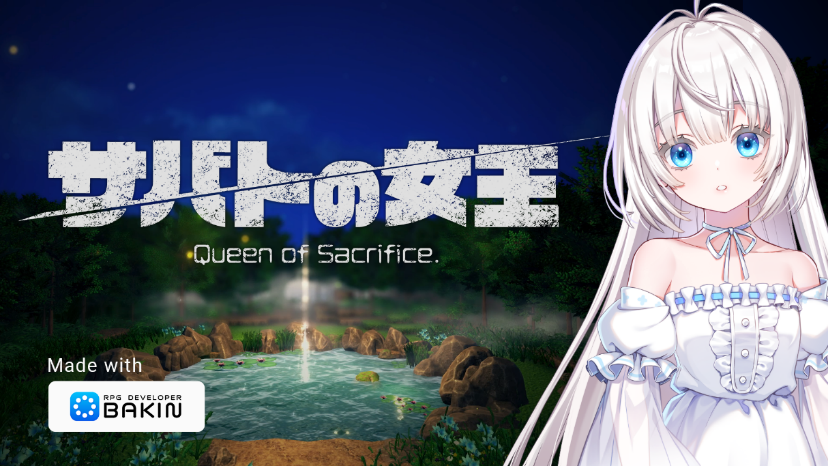 サバトの女王
Queen of Sacrifice.
Made with
RPG DEVELOPER
BAKIN